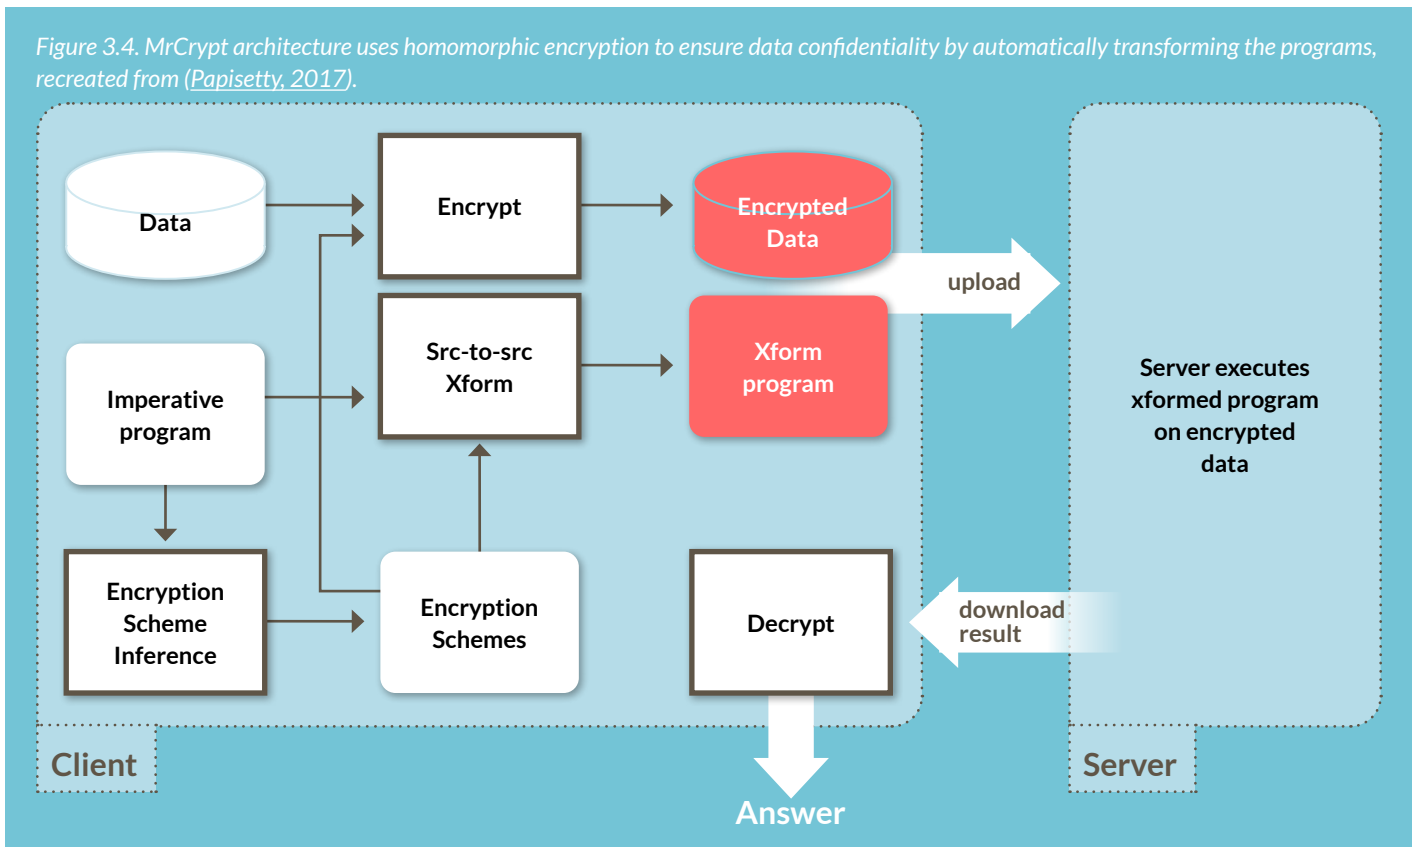 Figure 3.4. MrCrypt architecture uses homomorphic encryption to ensure data confidentiality by automatically transforming the programs,
recreated from (Papisetty, 2017).
Data
Encrypt
Encrypted
Data
upload
Imperative
program
Src-to-src
Xform
Xform
program
Server executes
xformed program
on encrypted
data
Encryption
Scheme
Inference
Encryption
Schemes
Decrypt
download
result
Client
Server
Answer